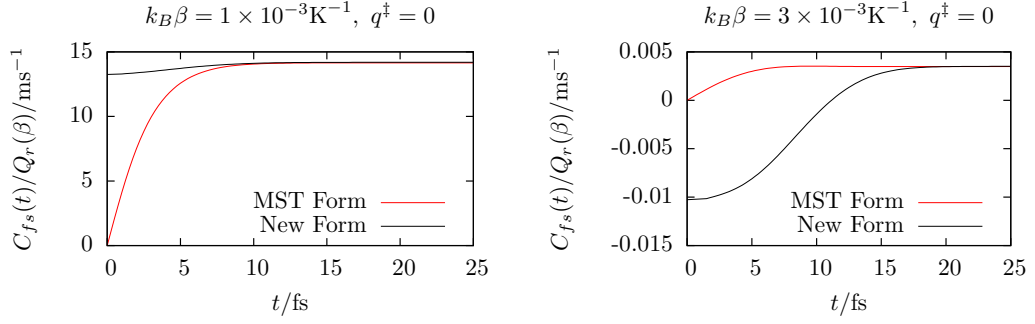 k_Bβ = 1 × 10⁻³K⁻¹, q‡ = 0
C_{fs}(t)/Q_r(β)/ms⁻¹
15
10
5
0
MST Form
New Form
0 5 10 15 20 25
t/fs
k_Bβ = 3 × 10⁻³K⁻¹, q‡ = 0
C_{fs}(t)/Q_r(β)/ms⁻¹
0.005
0
-0.005
-0.01
-0.015
MST Form
New Form
0 5 10 15 20 25
t/fs